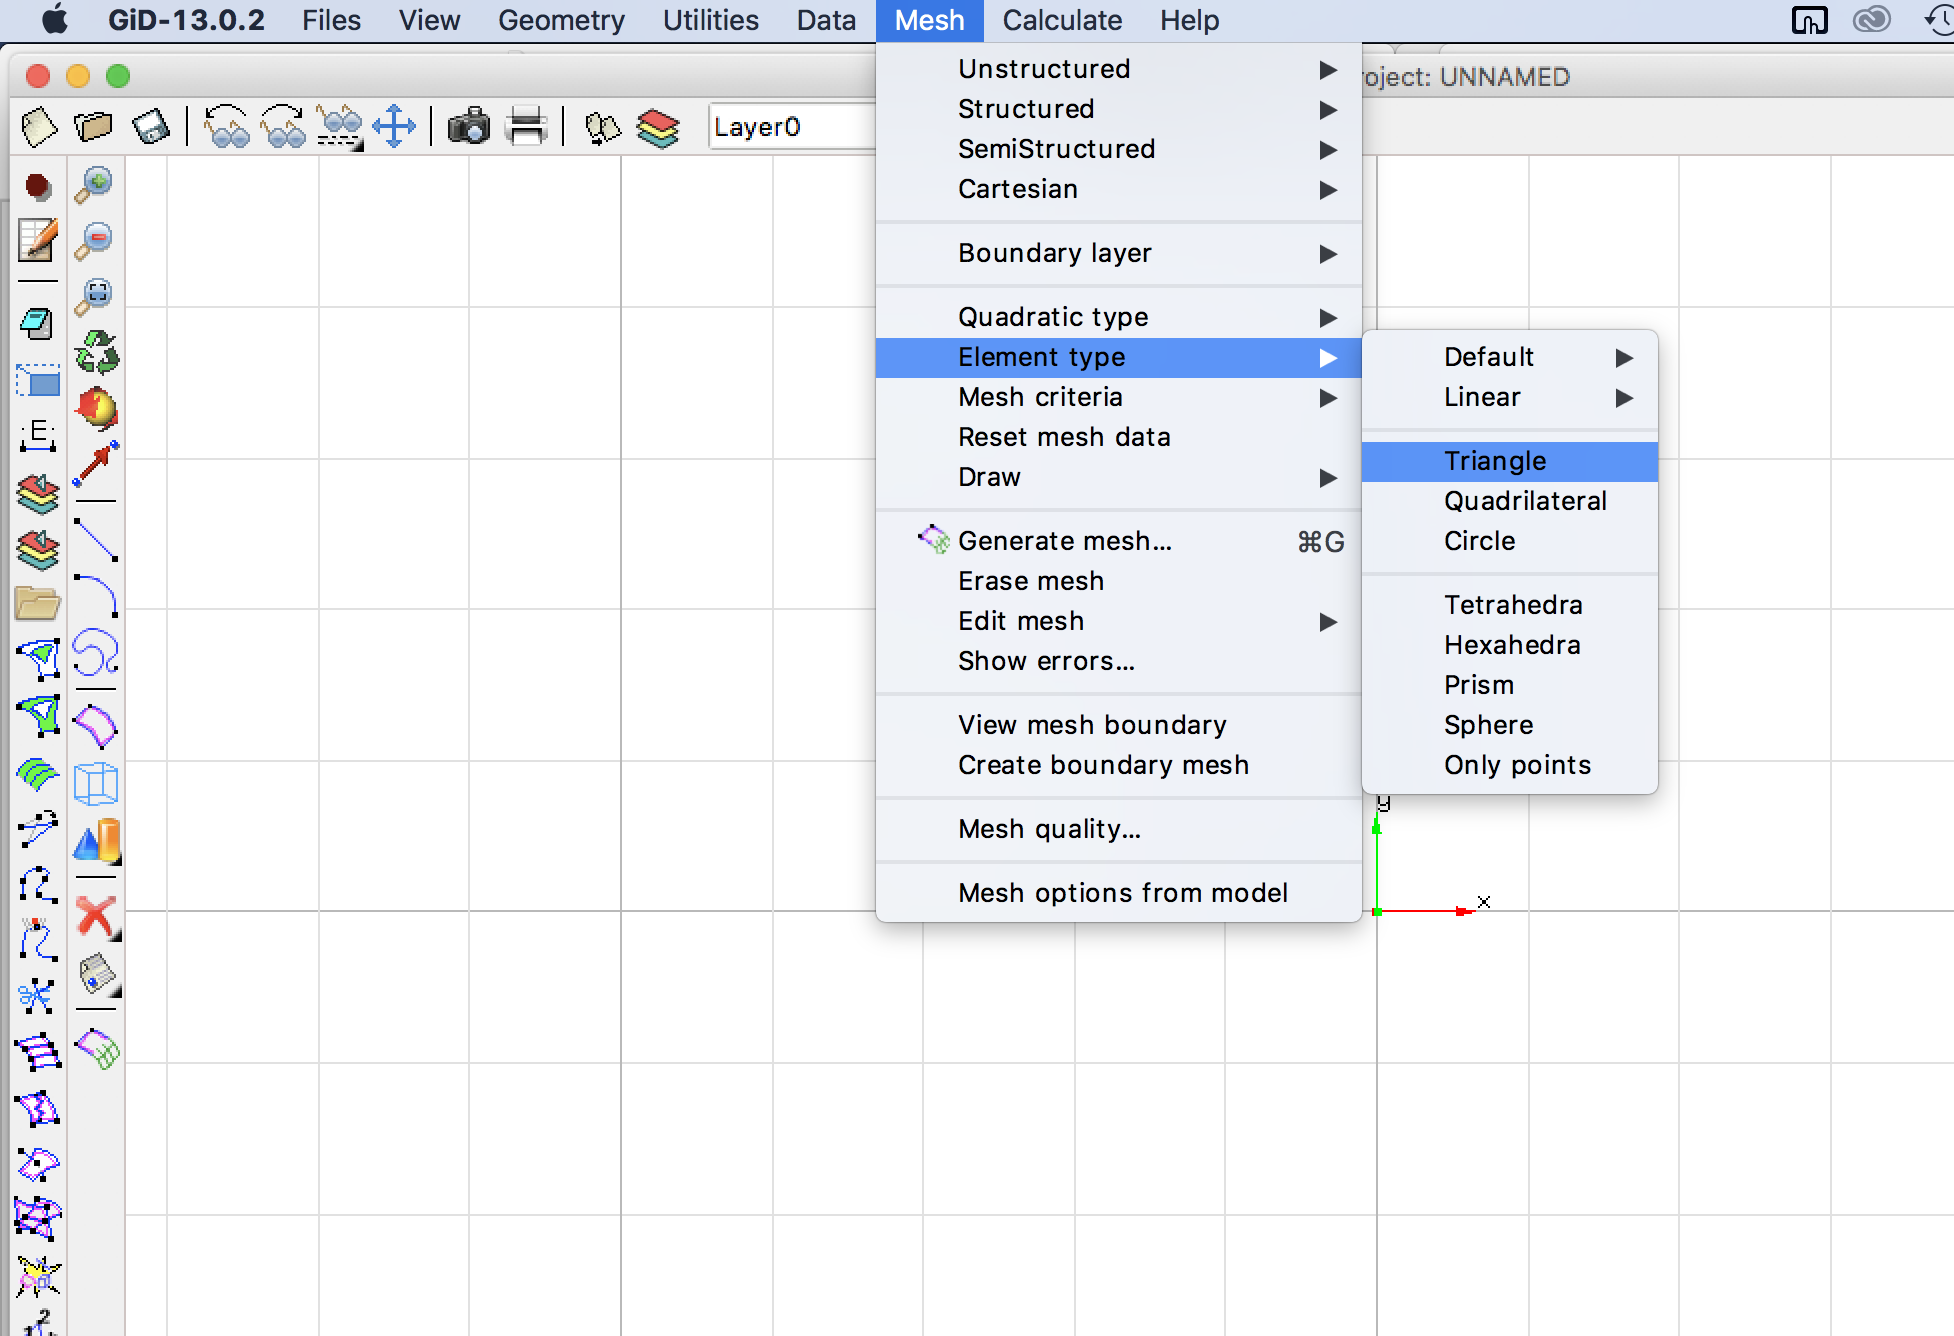 GiD-13.0.2 Files View Geometry Utilities Data Mesh Calculate Help
oject: UNNAMED
Layer0
Unstructured
Structured
SemiStructured
Cartesian
Boundary layer
Quadratic type
Element type
Mesh criteria
Reset mesh data
Draw
Generate mesh... ⌘G
Erase mesh
Edit mesh
Show errors...
View mesh boundary
Create boundary mesh
Mesh quality...
Mesh options from model
Default
Linear
Triangle
Quadrilateral
Circle
Tetrahedra
Hexahedra
Prism
Sphere
Only points
y
x
E
2